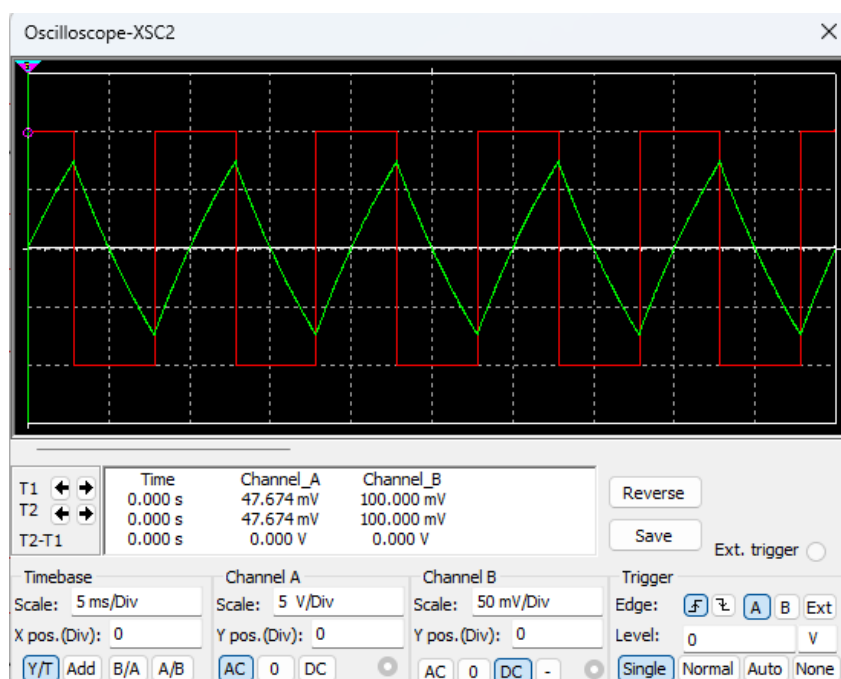 Oscilloscope-XSC2
Time Channel_A Channel_B
T1 0.000 s 47.674 mV 100.000 mV
T2 0.000 s 47.674 mV 100.000 mV
T2-T1 0.000 s 0.000 V 0.000 V
Reverse
Save
Ext. trigger
Timebase
Scale: 5 ms/Div
X pos.(Div): 0
Y/T Add B/A A/B
Channel A
Scale: 5 V/Div
Y pos.(Div): 0
AC 0 DC
Channel B
Scale: 50 mV/Div
Y pos.(Div): 0
AC 0 DC -
Trigger
Edge: A B Ext
Level: 0 V
Single Normal Auto None